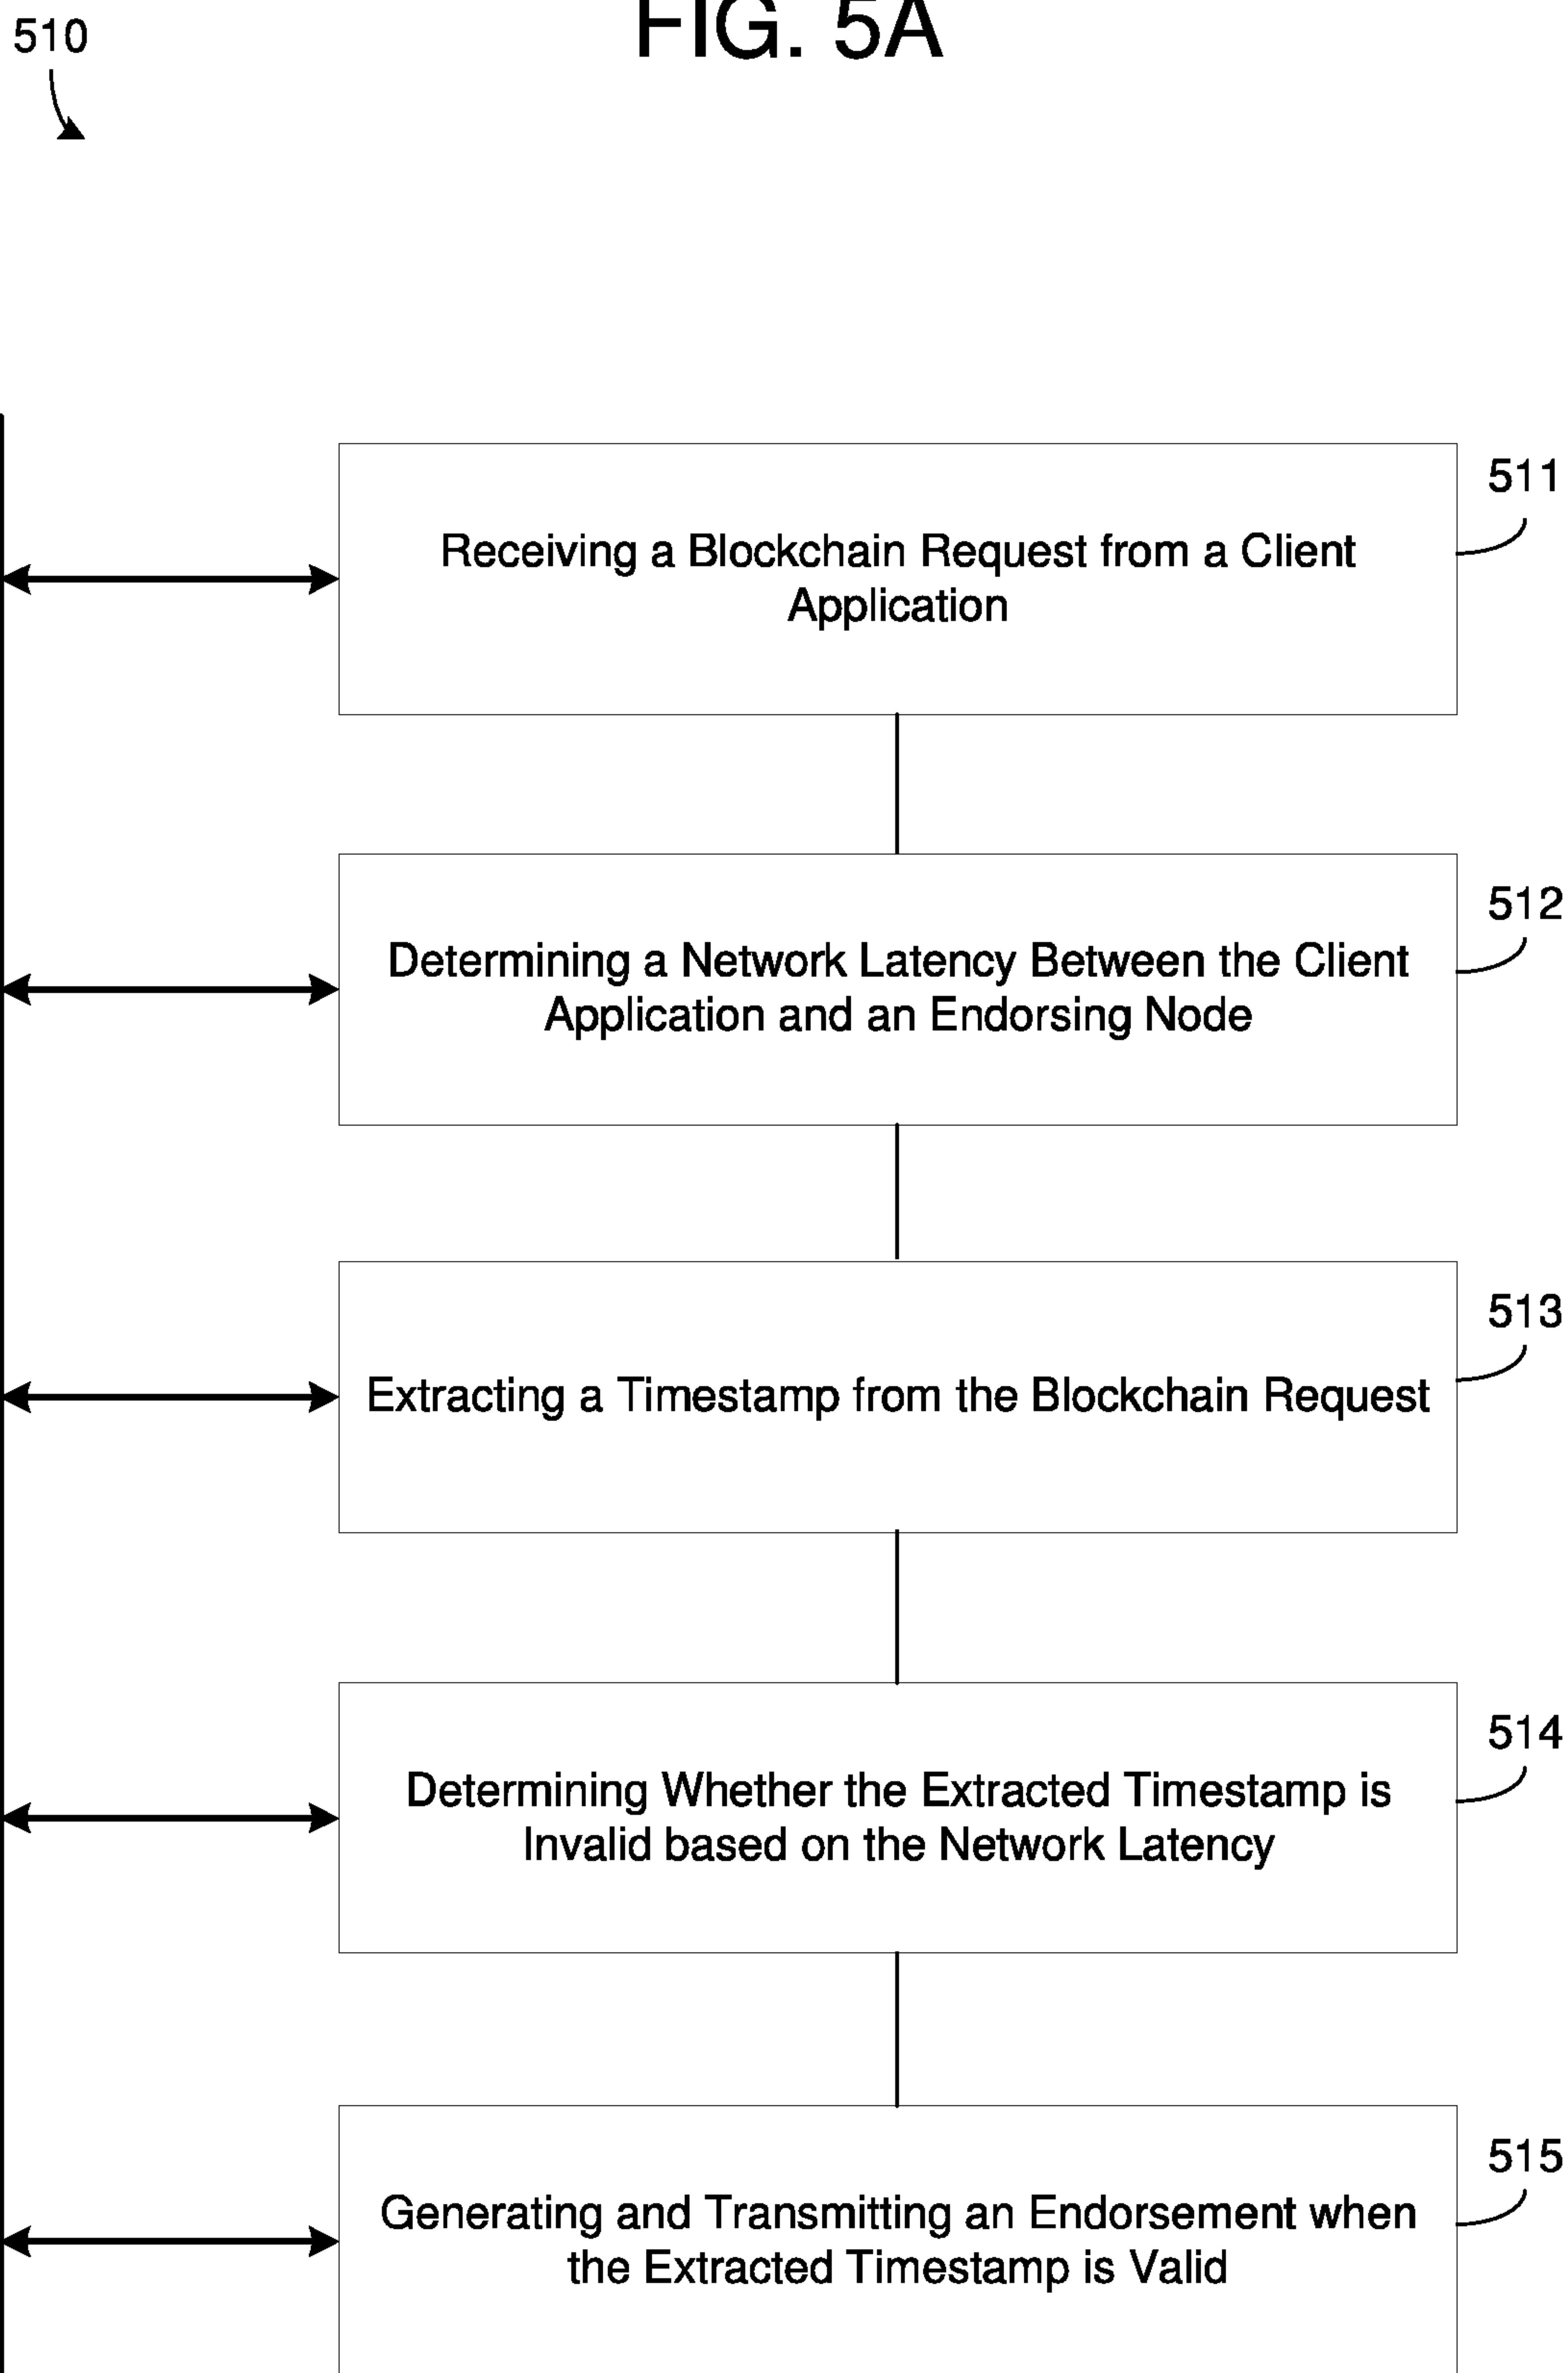 FIG. 5A
510
511
Receiving a Blockchain Request from a Client
Application
512
Determining a Network Latency Between the Client
Application and an Endorsing Node
513
Extracting a Timestamp from the Blockchain Request
514
Determining Whether the Extracted Timestamp is
Invalid based on the Network Latency
515
Generating and Transmitting an Endorsement when
the Extracted Timestamp is Valid